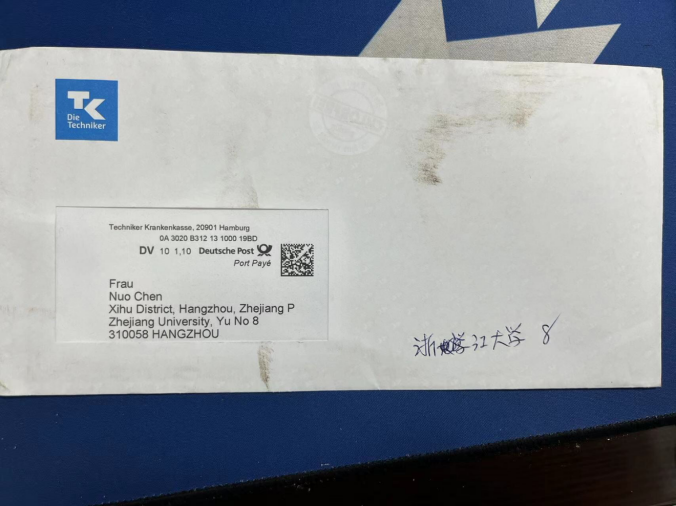 TK
Die
Techniker
Techniker Krankenkasse, 20901 Hamburg
0A 3020 B312 13 1000 19BD
DV 10 1,10 Deutsche Post
Port Payé
Frau
Nuo Chen
Xihu District, Hangzhou, Zhejiang P
Zhejiang University, Yu No 8
310058 HANGZHOU
浙江大学 8